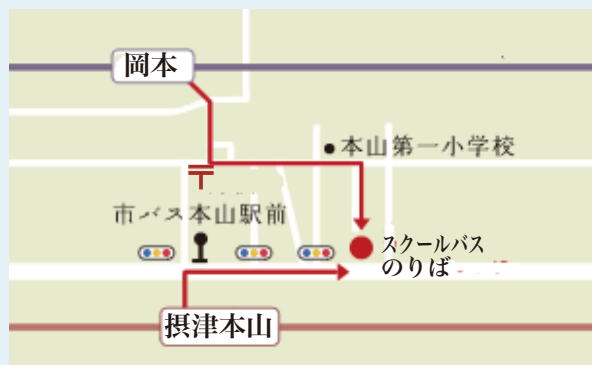 岡本
本山第一小学校
〒
市バス本山駅前
スクールバス
のりば
摂津本山